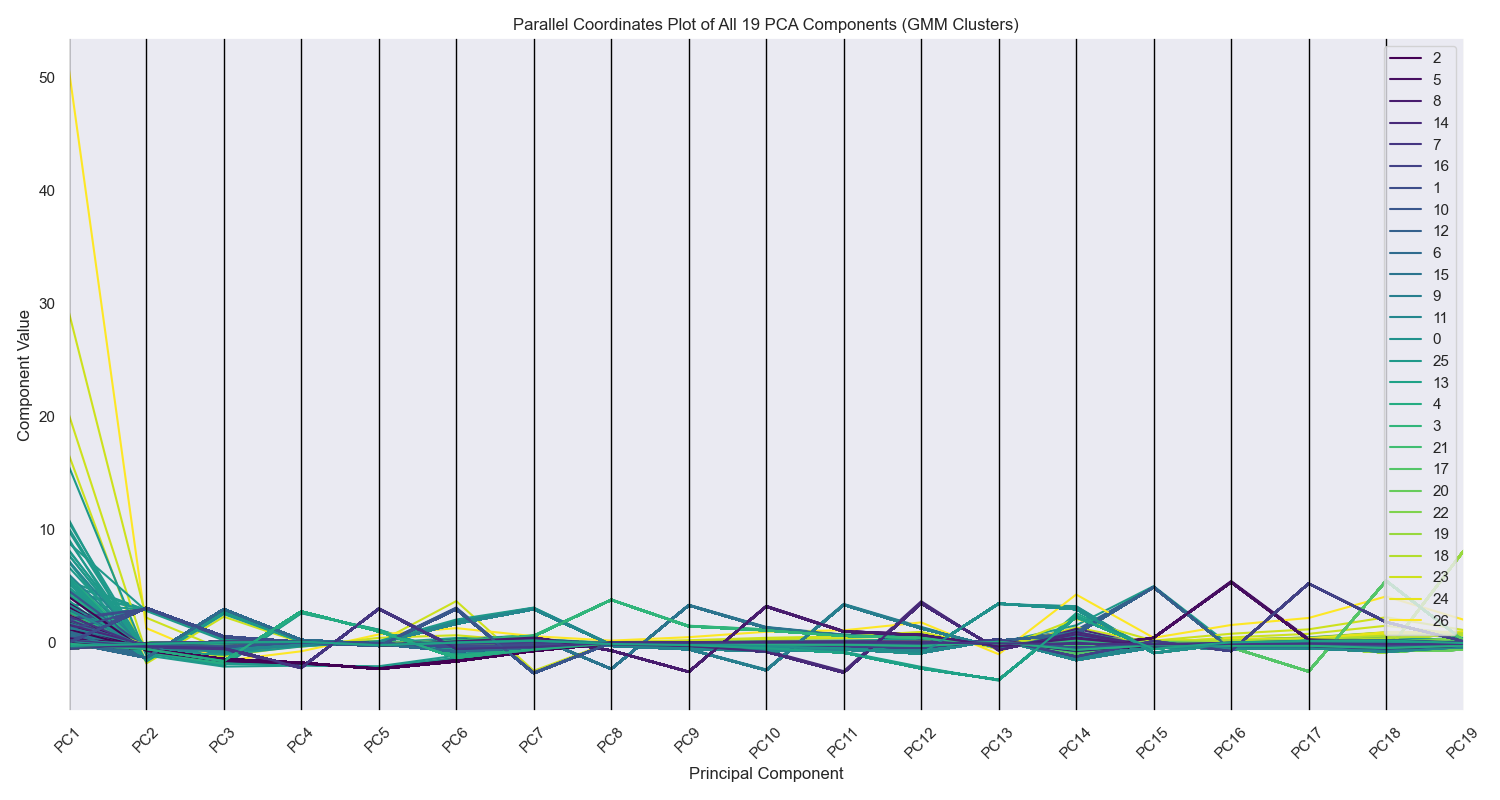 Parallel Coordinates Plot of All 19 PCA Components (GMM Clusters)
50
40
30
20
10
0
Component Value
2
5
8
14
7
16
1
10
12
6
15
9
11
0
25
13
4
3
21
17
20
22
19
18
23
24
26
PC1
PC2
PC3
PC4
PC5
PC6
PC7
PC8
PC9
PC10
PC11
PC12
PC13
PC14
PC15
PC16
PC17
PC18
PC19
Principal Component